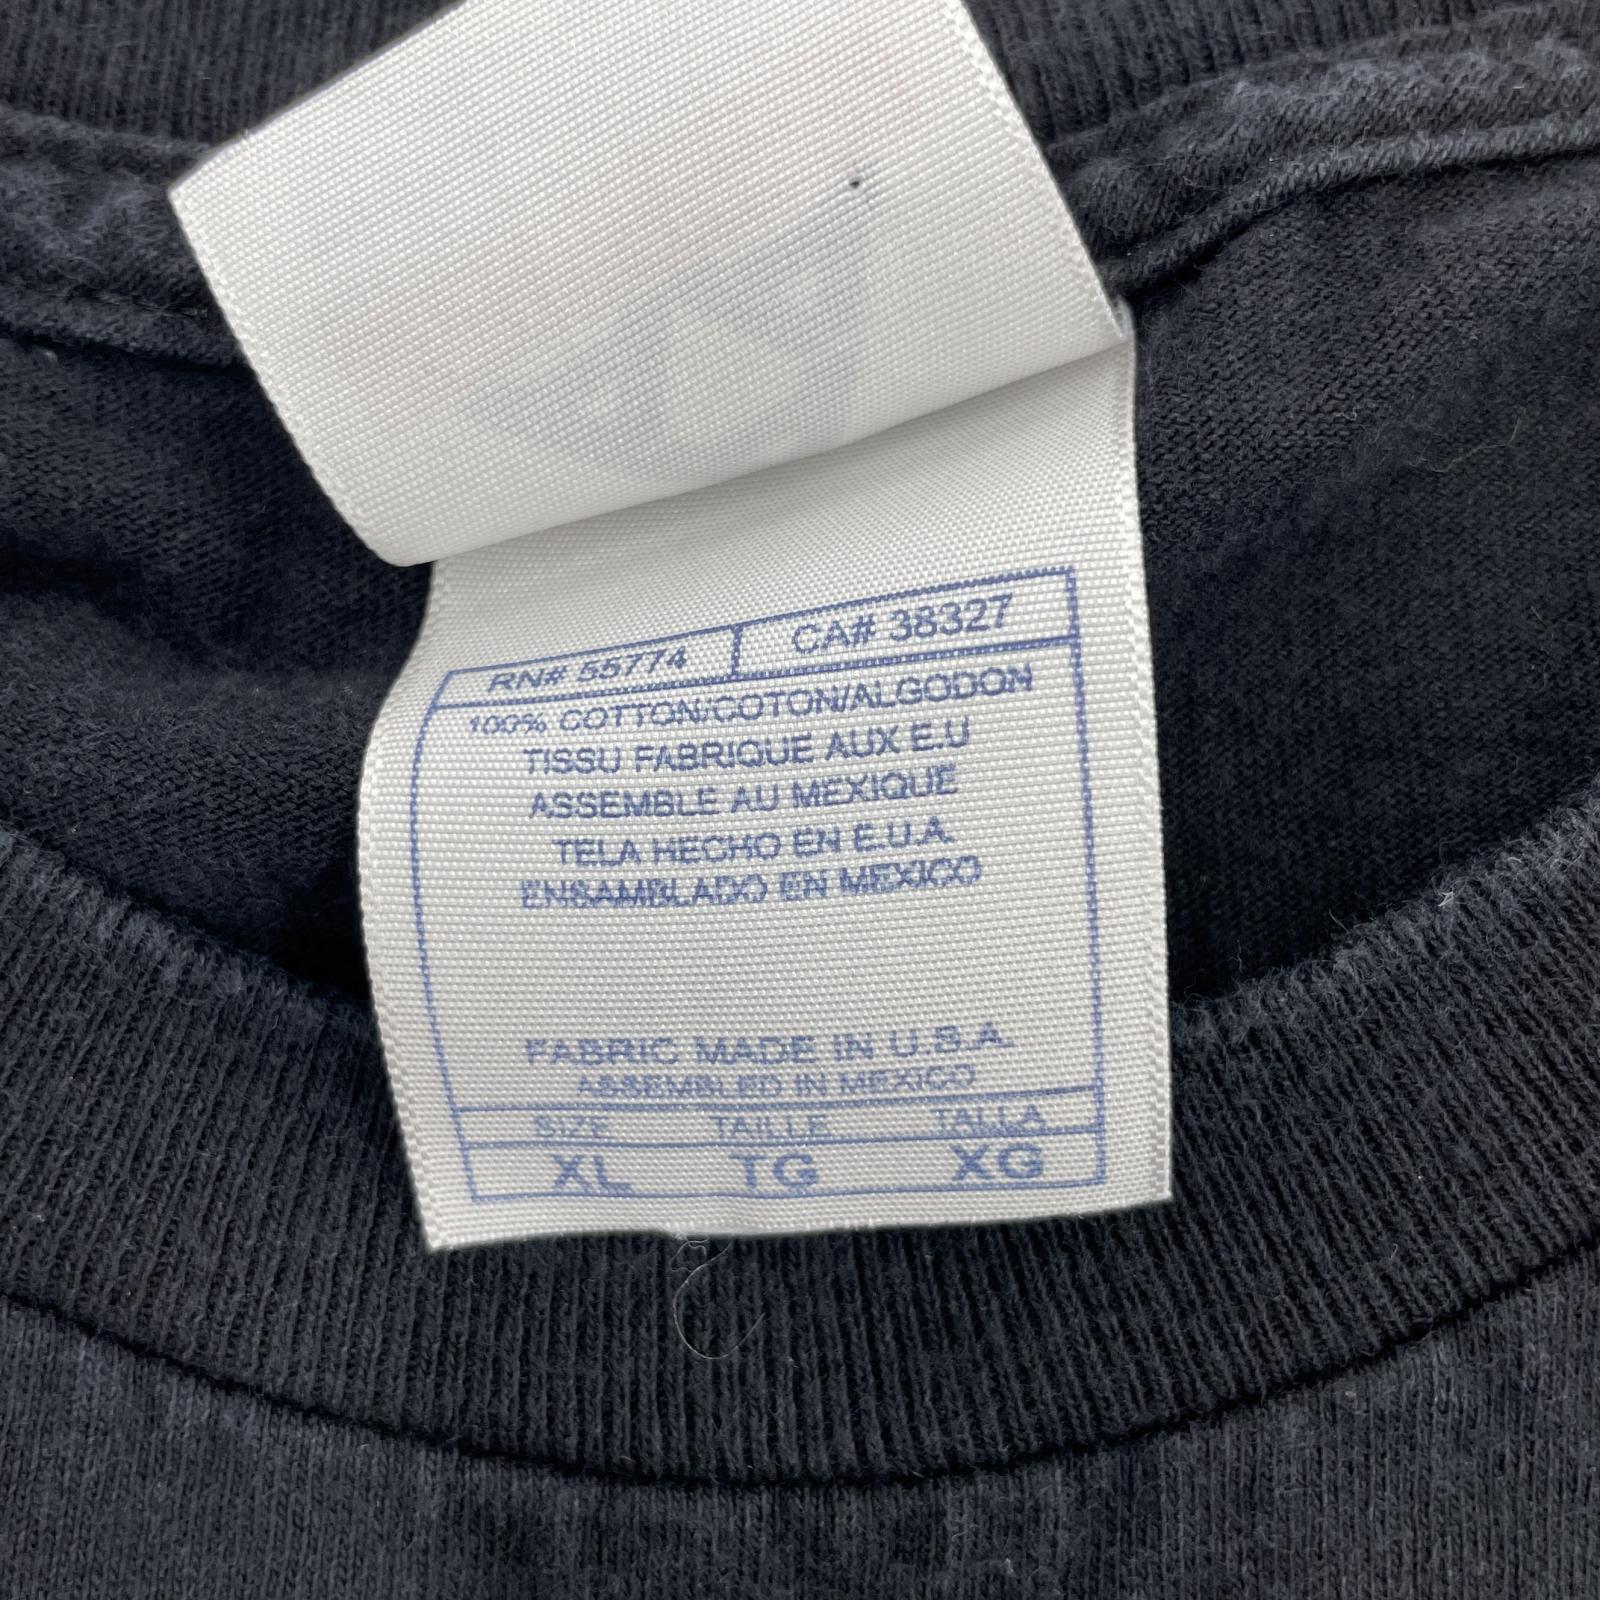 RN# 55774 CA# 38327
100% COTTON/COTON/ALGODON
TISSU FABRIQUE AUX E.U
ASSEMBLE AU MEXIQUE
TELA HECHO EN E.U.A.
ENSAMBLADO EN MEXICO
FABRIC MADE IN U.S.A.
ASSEMBLED IN MEXICO
SIZE TAILLE TALLA
XL TG XG